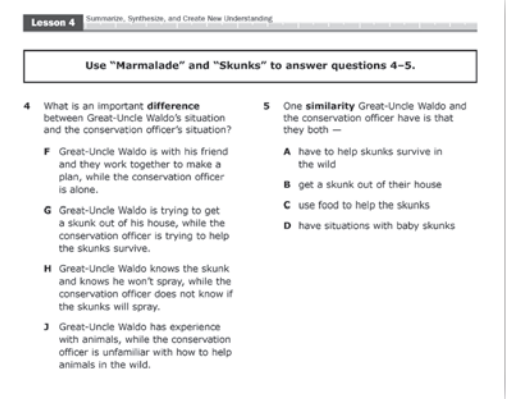 Lesson 4 Summarize, Synthesize, and Create New Understanding
Use “Marmalade” and “Skunks” to answer questions 4–5.
4 What is an important difference
between Great-Uncle Waldo’s situation
and the conservation officer’s situation?
F Great-Uncle Waldo is with his friend
and they work together to make a
plan, while the conservation officer
is alone.
G Great-Uncle Waldo is trying to get
a skunk out of his house, while the
conservation officer is trying to help
the skunks survive.
H Great-Uncle Waldo knows the skunk
and knows he won’t spray, while the
conservation officer does not know if
the skunks will spray.
J Great-Uncle Waldo has experience
with animals, while the conservation
officer is unfamiliar with how to help
animals in the wild.
5 One similarity Great-Uncle Waldo and
the conservation officer have is that
they both —
A have to help skunks survive in
the wild
B get a skunk out of their house
C use food to help the skunks
D have situations with baby skunks